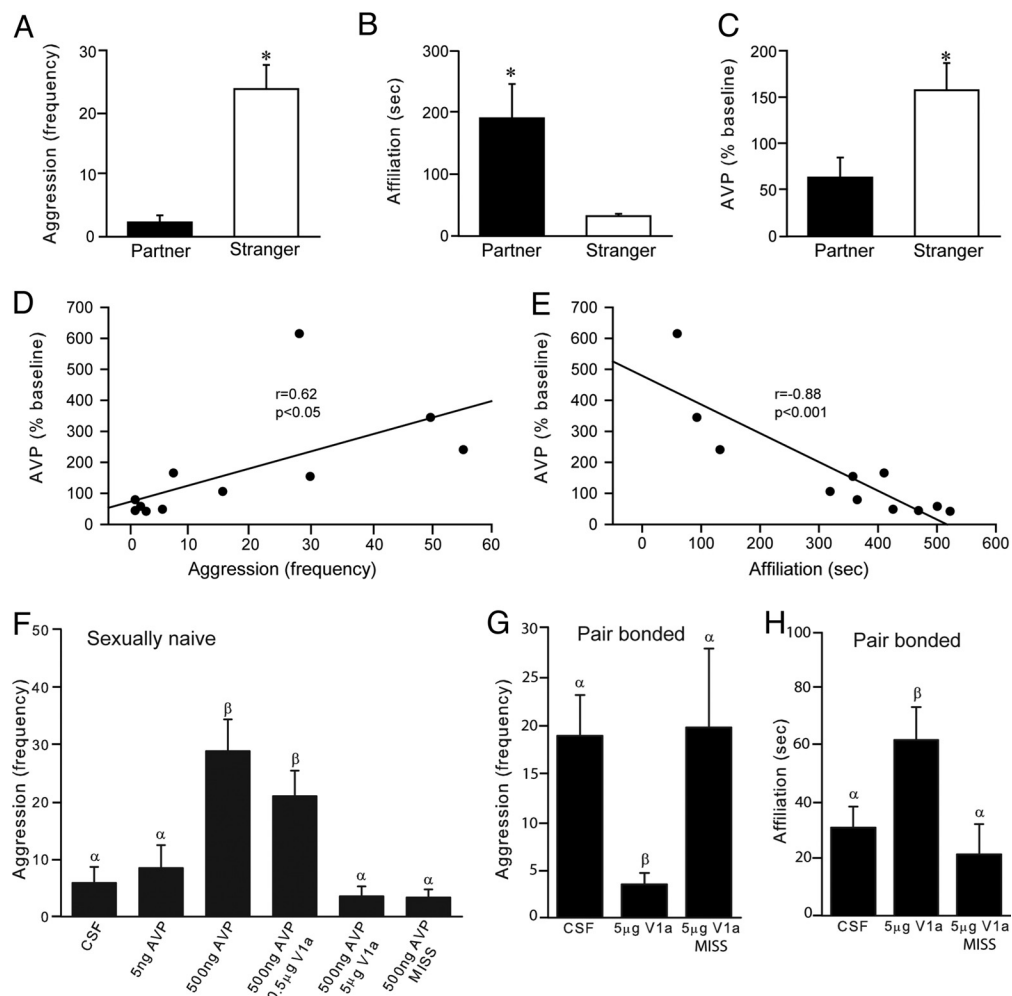 A
Aggression (frequency)
30
20
10
0
*
Partner
Stranger
B
Affiliation (sec)
300
200
100
0
*
Partner
Stranger
C
AVP (% baseline)
200
150
100
50
0
*
Partner
Stranger
D
AVP (% baseline)
700
600
500
400
300
200
100
0
r=0.62
p<0.05
0 10 20 30 40 50 60
Aggression (frequency)
E
AVP (% baseline)
700
600
500
400
300
200
100
0
r=-0.88
p<0.001
0 100 200 300 400 500 600
Affiliation (sec)
F
Sexually naive
Aggression (frequency)
50
40
30
20
10
0
α α β β α α
CSF
5ng AVP
500ng AVP
500ng AVP
0.5μg V1a
500ng AVP
5μg V1a
500ng AVP
MISS
G
Pair bonded
Aggression (frequency)
30
25
20
15
10
5
0
α β α
CSF
5μg V1a
5μg V1a
MISS
H
Pair bonded
Affiliation (sec)
100
80
60
40
20
0
α β α
CSF
5μg V1a
5μg V1a
MISS